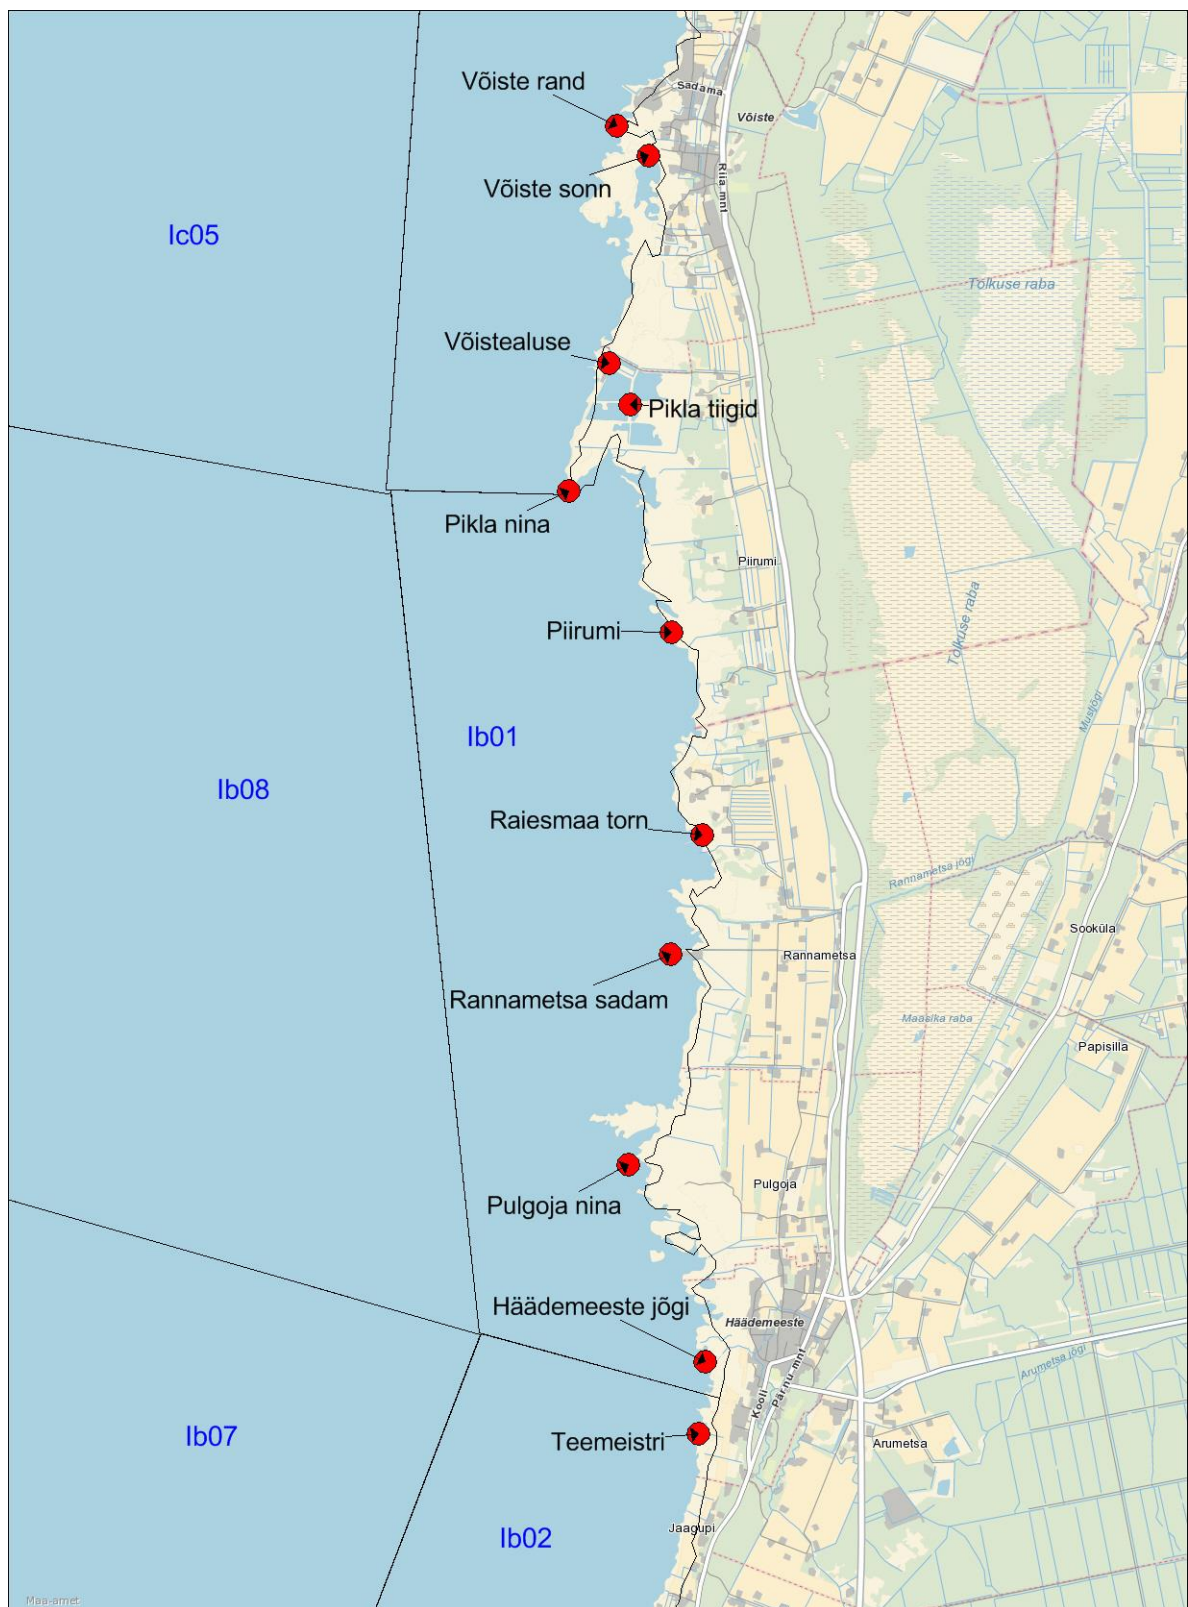 Võiste rand
Sadama
Võiste
Võiste sonn
Riia mnt
Ic05
Tolkuse raba
Võistealuse
Pikla tiigid
Pikla nina
Piirumi
Piirumi
Tolkuse raba
Mustjõgi
Ib01
Ib08
Raiesmaa torn
Rannametsa jõgi
Sooküla
Rannametsa
Rannametsa sadam
Maasika raba
Papisilla
Pulgoja
Pulgoja nina
Häädemeeste jõgi
Häädemeeste
Arumetsa jõgi
Pärnu mnt
Kooli
Ib07
Teemeistri
Arumetsa
Ib02
Jaagupi
Maa-amet